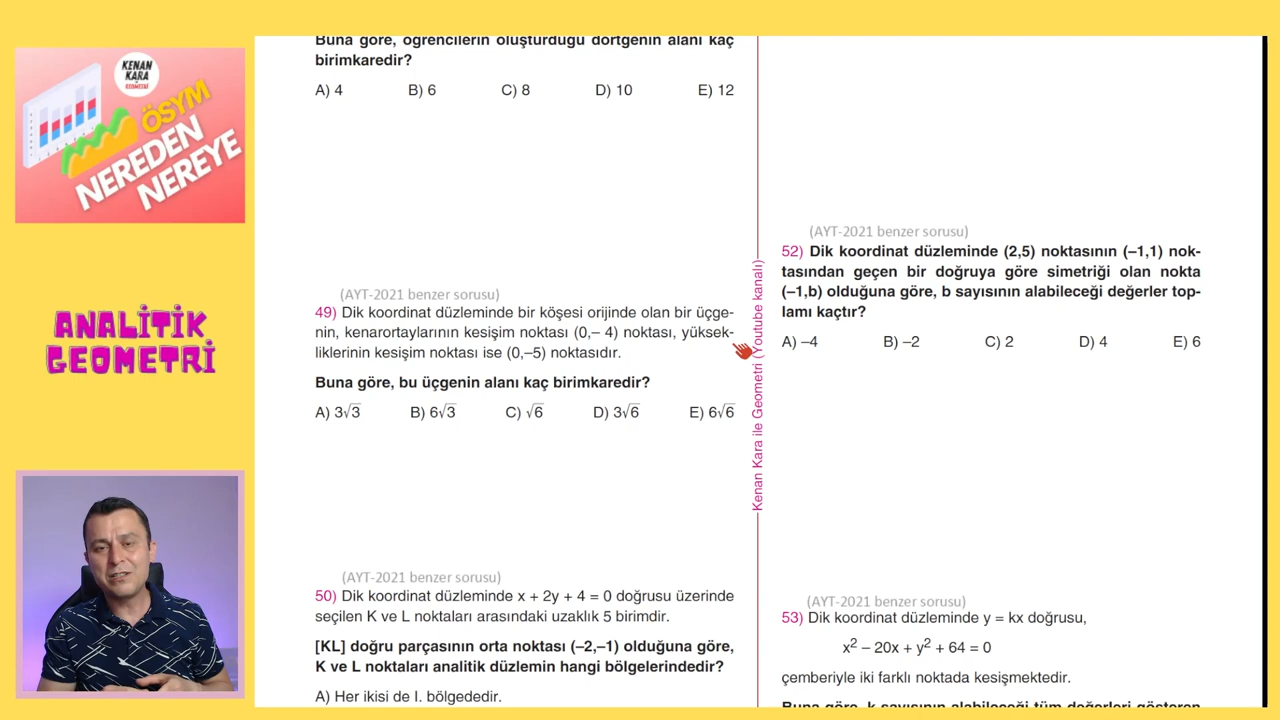 KENAN
KARA
GEOMETRİ
ÖSYM
NEREDEN
NEREYE
ANALİTİK
GEOMETRİ
Buna göre, öğrencilerin oluşturduğu dörtgenin alanı kaç
birimkaredir?
A) 4 B) 6 C) 8 D) 10 E) 12
(AYT-2021 benzer sorusu)
49) Dik koordinat düzleminde bir köşesi orijinde olan bir üçge-
nin, kenarortaylarının kesişim noktası (0,– 4) noktası, yüksek-
liklerinin kesişim noktası ise (0,–5) noktasıdır.
Buna göre, bu üçgenin alanı kaç birimkaredir?
A) 3√3 B) 6√3 C) √6 D) 3√6 E) 6√6
(AYT-2021 benzer sorusu)
50) Dik koordinat düzleminde x + 2y + 4 = 0 doğrusu üzerinde
seçilen K ve L noktaları arasındaki uzaklık 5 birimdir.
[KL] doğru parçasının orta noktası (–2,–1) olduğuna göre,
K ve L noktaları analitik düzlemin hangi bölgelerindedir?
A) Her ikisi de I. bölgededir.
Kenan Kara ile Geometri (Youtube kanalı)
(AYT-2021 benzer sorusu)
52) Dik koordinat düzleminde (2,5) noktasının (–1,1) nok-
tasından geçen bir doğruya göre simetriği olan nokta
(–1,b) olduğuna göre, b sayısının alabileceği değerler top-
lamı kaçtır?
A) –4 B) –2 C) 2 D) 4 E) 6
(AYT-2021 benzer sorusu)
53) Dik koordinat düzleminde y = kx doğrusu,
x² – 20x + y² + 64 = 0
çemberiyle iki farklı noktada kesişmektedir.
Buna göre, k sayısının alabileceği tüm değerleri gösteren